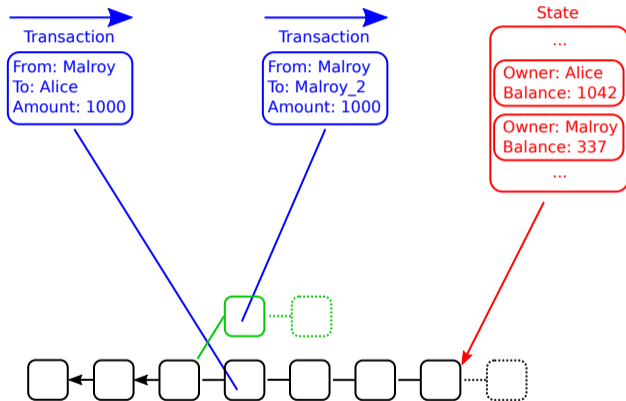 Transaction
From: Malroy
To: Alice
Amount: 1000
Transaction
From: Malroy
To: Malroy_2
Amount: 1000
State
...
Owner: Alice
Balance: 1042
Owner: Malroy
Balance: 337
...